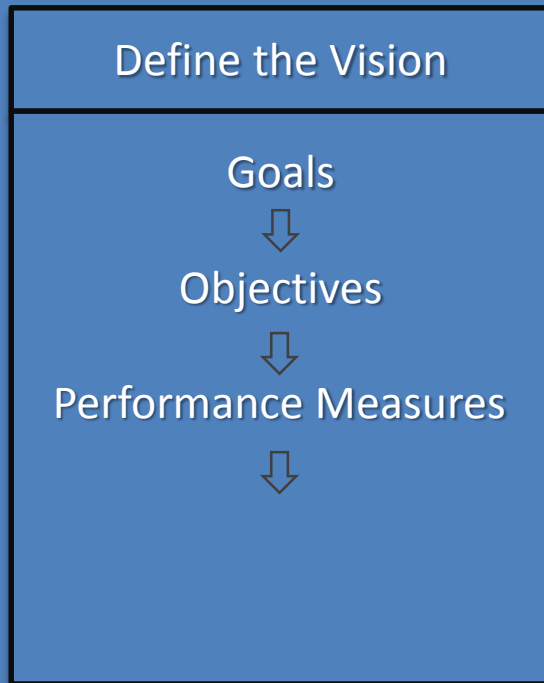 Define the Vision
Goals
Objectives
Performance Measures